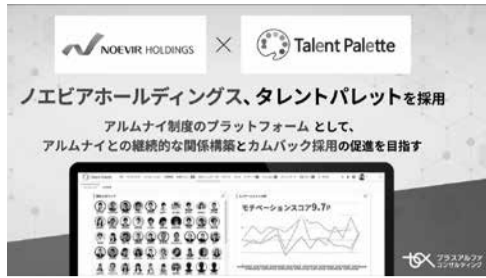 NOEVIR HOLDINGS × Talent Palette
ノエビアホールディングス、タレントパレットを採用
アルムナイ制度のプラットフォーム として、
アルムナイとの継続的な関係構築とカムバック採用の促進を目指す
モチベーションスコア9.7P
プラスアルファ
コンサルティング